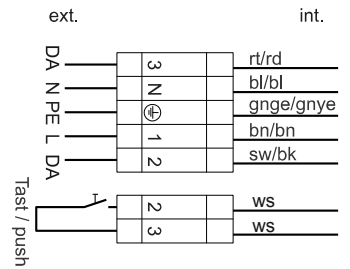 ext. int.
DA 3 rt/rd
N N bl/bl
PE gnge/gnye
L 1 bn/bn
DA 2 sw/bk
Tast / push
2 ws
3 ws